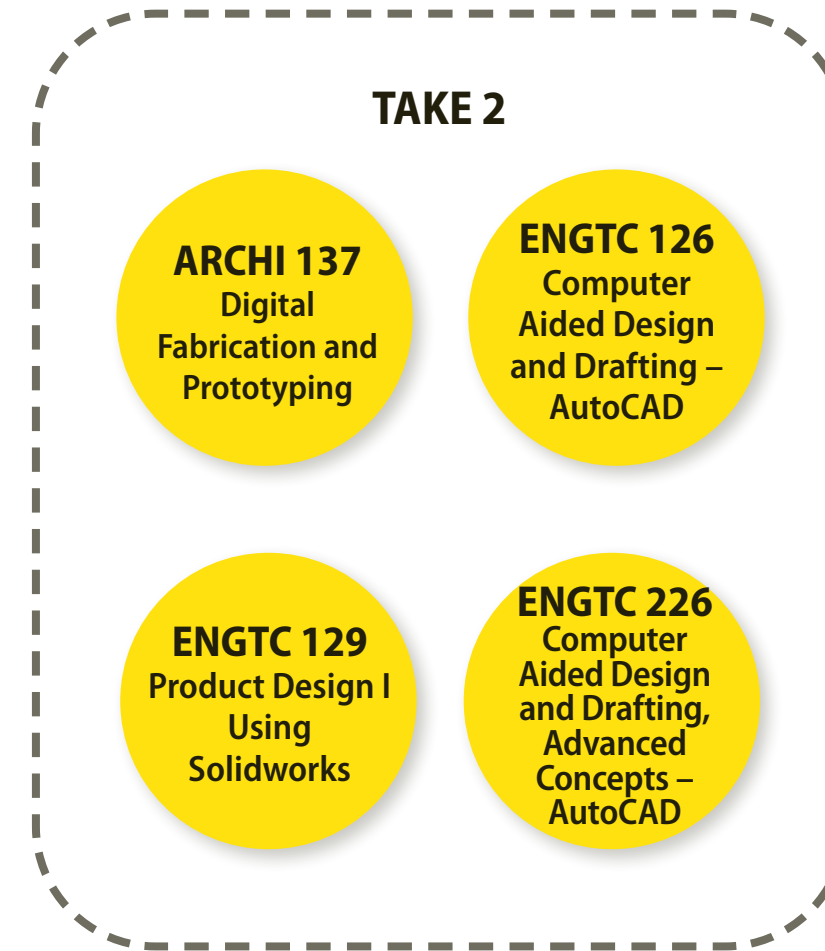 TAKE 2
ARCHI 137
Digital
Fabrication and
Prototyping
ENGTC 126
Computer
Aided Design
and Drafting –
AutoCAD
ENGTC 129
Product Design I
Using
Solidworks
ENGTC 226
Computer
Aided Design
and Drafting,
Advanced
Concepts –
AutoCAD